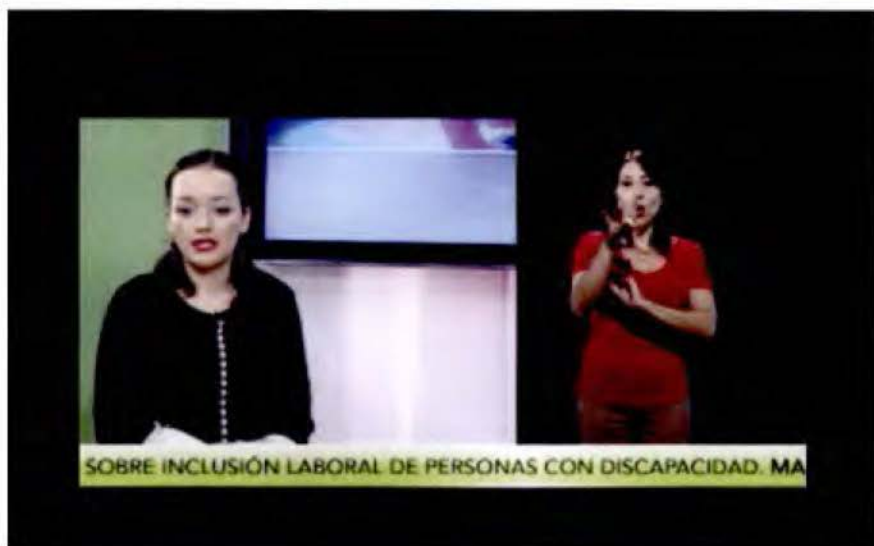 SOBRE INCLUSIÓN LABORAL DE PERSONAS CON DISCAPACIDAD. MA